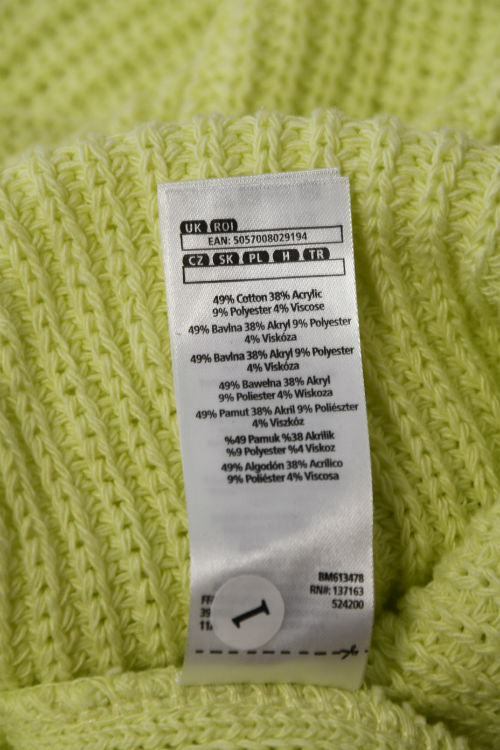 UK ROI
EAN: 5057008029194
CZ SK PL H TR
49% Cotton 38% Acrylic
9% Polyester 4% Viscose
49% Bavlna 38% Akryl 9% Polyester
4% Viskóza
49% Bavlna 38% Akryl 9% Polyester
4% Viskóza
49% Bawełna 38% Akryl
9% Poliester 4% Wiskoza
49% Pamut 38% Akril 9% Poliészter
4% Viszkóz
%49 Pamuk %38 Akrilik
%9 Polyester %4 Viskoz
49% Algodón 38% Acrílico
9% Poliéster 4% Viscosa
BM613478
RN#: 137163
524200
1